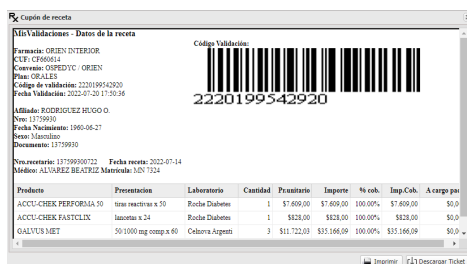 Cupón de receta
MisValidaciones - Datos de la receta
Código Validación:
2220199542920
Farmacia: ORIEN INTERIOR
CUF: CF660614
Convenio: OSPEDYC / ORIEN
Plan: ORALES
Código de validación: 2220199542920
Fecha Validación: 2022-07-20 17:50:36
Afiliado: RODRIGUEZ HUGO O.
Nro: 13759930
Fecha Nacimiento: 1960-06-27
Sexo: Masculino
Documento: 13759930
Nro.recetario: 137599300722 Fecha receta: 2022-07-14
Médico: ALVAREZ BEATRIZ Matrícula: MN 7324
Producto Presentacion Laboratorio Cantidad Pr.unitario Importe % cob. Imp.Cob. A cargo pac
ACCU-CHEK PERFORMA 50 tiras reactivas x 50 Roche Diabetes 1 $7.609,00 $7.609,00 100.00% $7.609,00 $0,0
ACCU-CHEK FASTCLIX lancetas x 24 Roche Diabetes 1 $828,00 $828,00 100.00% $828,00 $0,0
GALVUS MET 50/1000 mg comp.x 60 Celnova Argenti 3 $11.722,03 $35.166,09 100.00% $35.166,09 $0,0
Imprimir Descargar Ticket